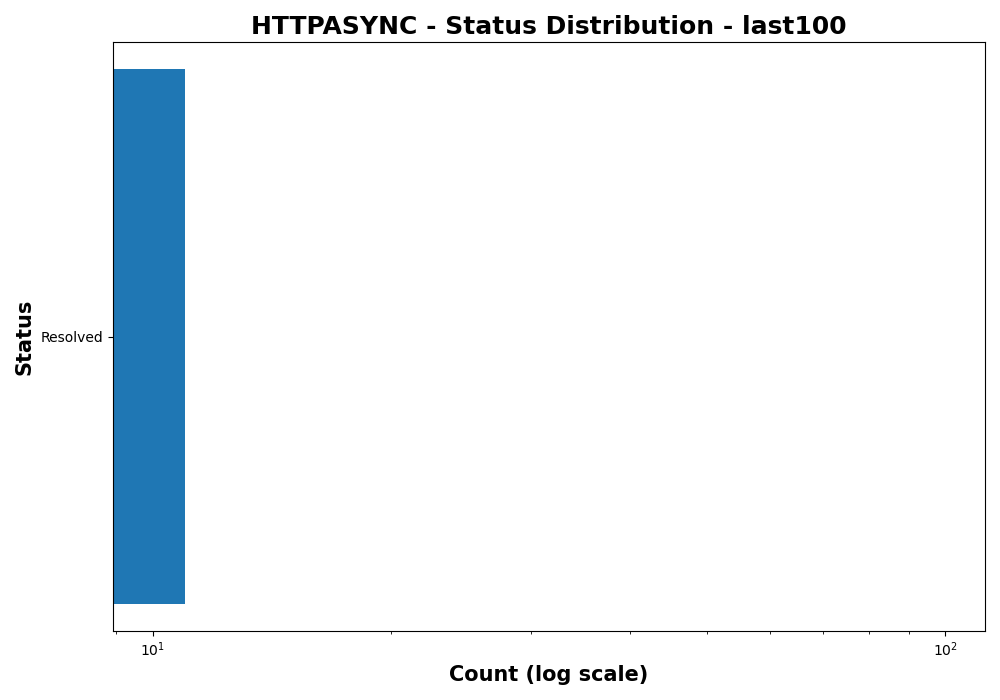 HTTPASYNC - Status Distribution - last100
Status
Resolved
10¹
10²
Count (log scale)